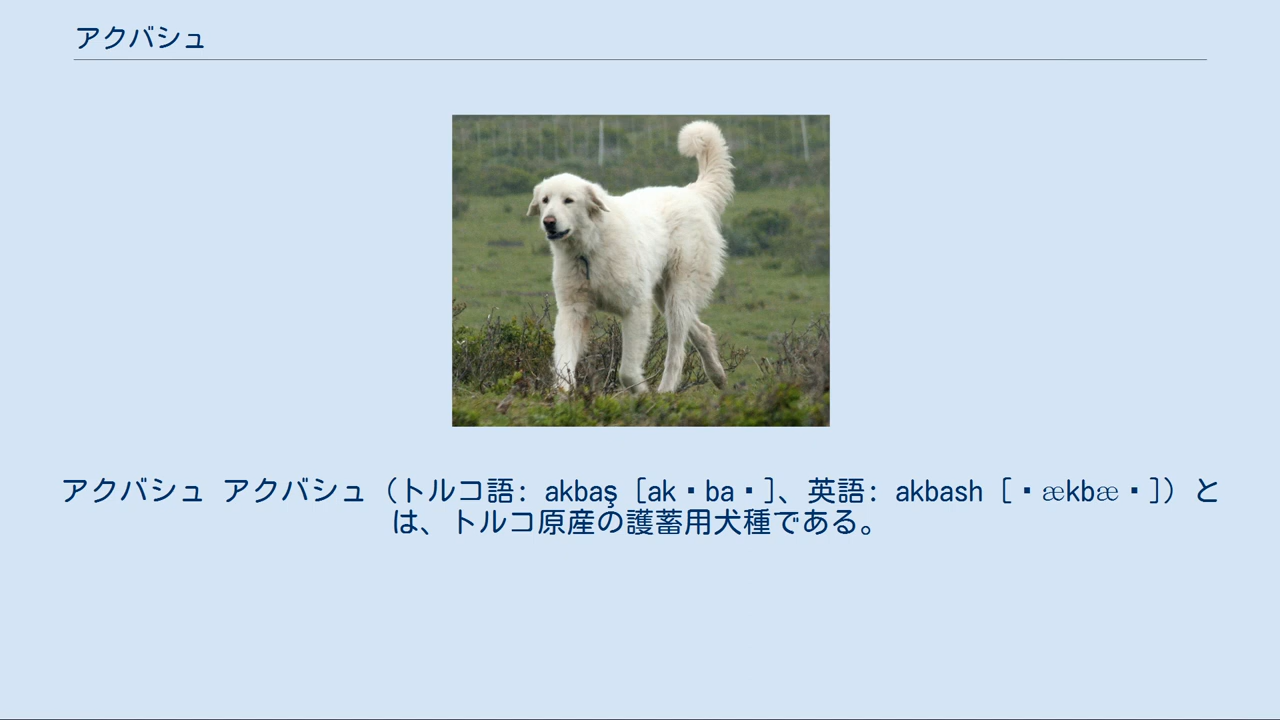 アクバシュ
アクバシュ アクバシュ（トルコ語: akbaş [ak·ba·]、英語: akbash [·ækbæ·]）と
は、トルコ原産の護蓄用犬種である。